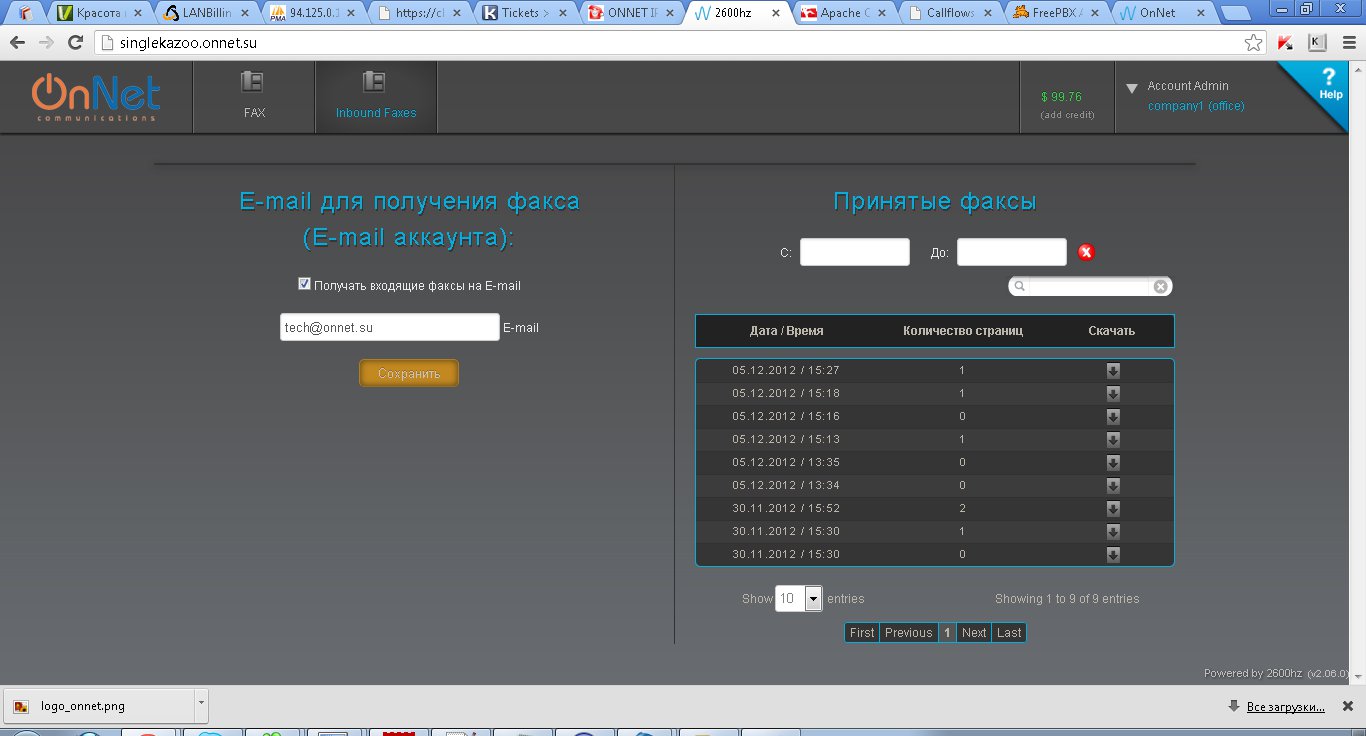 Красота
LANBillin
94.125.0.1
https://cl
Tickets >
ONNET IF
2600hz
Apache C
Callflows
FreePBX A
OnNet
singlekazoo.onnet.su
OnNet
communications
FAX
Inbound Faxes
$ 99.76
(add credit)
Account Admin
company1 (office)
?
Help
E-mail для получения факса
(E-mail аккаунта):
Получать входящие факсы на E-mail
tech@onnet.su E-mail
Сохранить
Принятые факсы
С: До:
Дата / Время Количество страниц Скачать
05.12.2012 / 15:27 1
05.12.2012 / 15:18 1
05.12.2012 / 15:16 0
05.12.2012 / 15:13 1
05.12.2012 / 13:35 0
05.12.2012 / 13:34 0
30.11.2012 / 15:52 2
30.11.2012 / 15:30 1
30.11.2012 / 15:30 0
Show 10 entries Showing 1 to 9 of 9 entries
First Previous 1 Next Last
Powered by 2600hz (v2.06.0)
logo_onnet.png
Все загрузки...